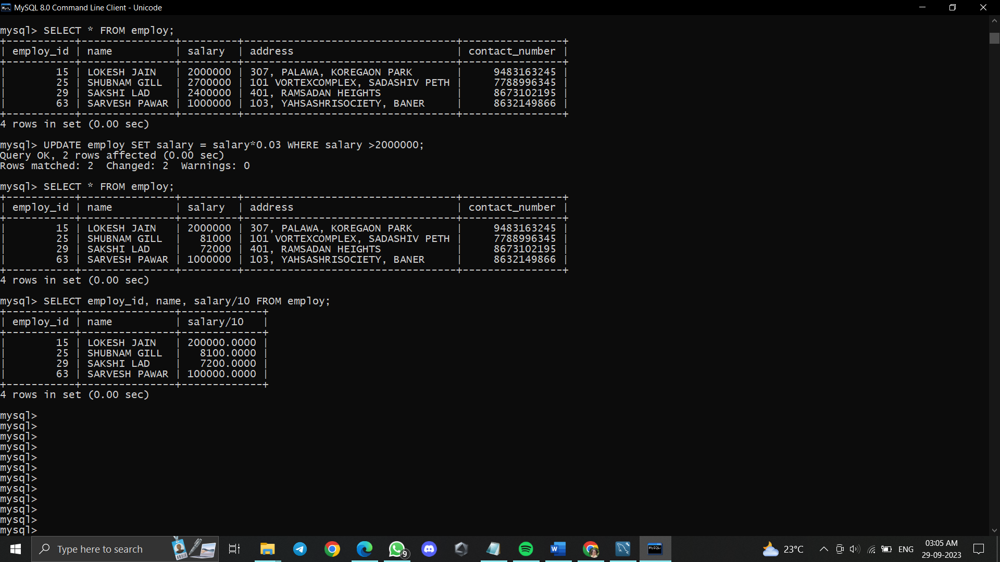 MySQL 8.0 Command Line Client - Unicode
mysql> SELECT * FROM employ;
+-----------+---------------+---------+----------------------------------+----------------+
| employ_id | name          | salary  | address                          | contact_number |
+-----------+---------------+---------+----------------------------------+----------------+
|        15 | LOKESH JAIN   | 2000000 | 307, PALAWA, KOREGAON PARK       |     9483163245 |
|        25 | SHUBNAM GILL  | 2700000 | 101 VORTEXCOMPLEX, SADASHIV PETH |     7788996345 |
|        29 | SAKSHI LAD    | 2400000 | 401, RAMSADAN HEIGHTS            |     8673102195 |
|        63 | SARVESH PAWAR | 1000000 | 103, YAHSASHRISOCIETY, BANER     |     8632149866 |
+-----------+---------------+---------+----------------------------------+----------------+
4 rows in set (0.00 sec)
mysql> UPDATE employ SET salary = salary*0.03 WHERE salary >2000000;
Query OK, 2 rows affected (0.00 sec)
Rows matched: 2  Changed: 2  Warnings: 0
mysql> SELECT * FROM employ;
+-----------+---------------+---------+----------------------------------+----------------+
| employ_id | name          | salary  | address                          | contact_number |
+-----------+---------------+---------+----------------------------------+----------------+
|        15 | LOKESH JAIN   | 2000000 | 307, PALAWA, KOREGAON PARK       |     9483163245 |
|        25 | SHUBNAM GILL  |   81000 | 101 VORTEXCOMPLEX, SADASHIV PETH |     7788996345 |
|        29 | SAKSHI LAD    |   72000 | 401, RAMSADAN HEIGHTS            |     8673102195 |
|        63 | SARVESH PAWAR | 1000000 | 103, YAHSASHRISOCIETY, BANER     |     8632149866 |
+-----------+---------------+---------+----------------------------------+----------------+
4 rows in set (0.00 sec)
mysql> SELECT employ_id, name, salary/10 FROM employ;
+-----------+---------------+-------------+
| employ_id | name          | salary/10   |
+-----------+---------------+-------------+
|        15 | LOKESH JAIN   | 200000.0000 |
|        25 | SHUBNAM GILL  |   8100.0000 |
|        29 | SAKSHI LAD    |   7200.0000 |
|        63 | SARVESH PAWAR | 100000.0000 |
+-----------+---------------+-------------+
4 rows in set (0.00 sec)
mysql>
mysql>
mysql>
mysql>
mysql>
mysql>
mysql>
mysql>
mysql>
mysql>
mysql>
mysql>
Type here to search
9
W
MySQL
23°C
ENG
03:05 AM
29-09-2023